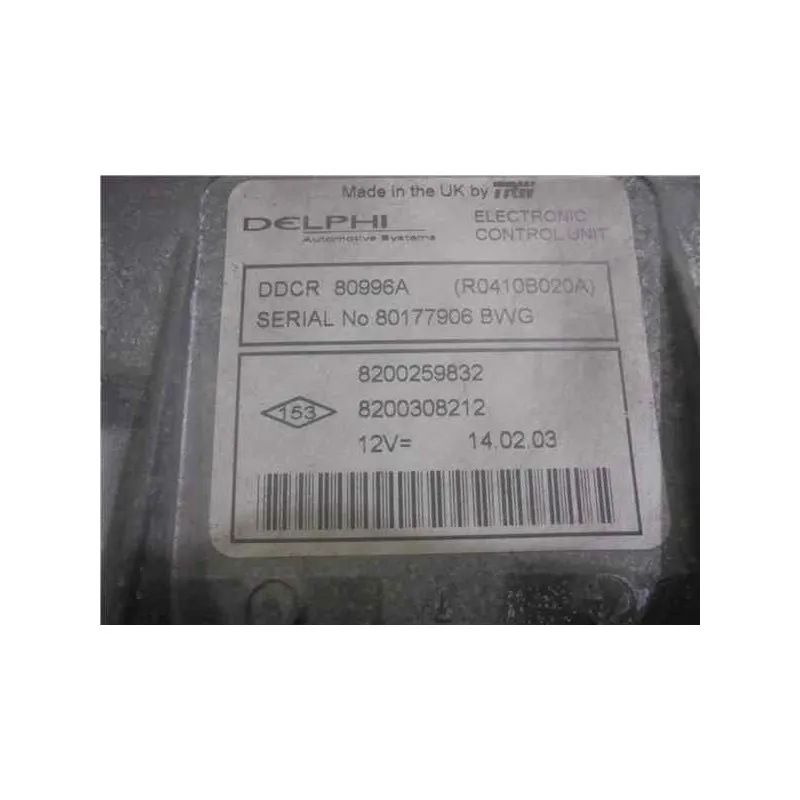 Made in the UK by TRW
DELPHI
Automotive Systems
ELECTRONIC
CONTROL UNIT
DDCR 80996A (R0410B020A)
SERIAL No 80177906 BWG
8200259832
153
8200308212
12V= 14.02.03